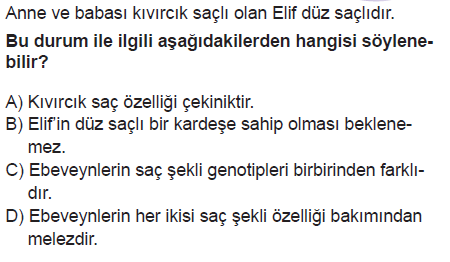 Anne ve babası kıvırcık saçlı olan Elif düz saçlıdır.
Bu durum ile ilgili aşağıdakilerden hangisi söylene-
bilir?
A) Kıvırcık saç özelliği çekiniktir.
B) Elif'in düz saçlı bir kardeşe sahip olması beklene-
mez.
C) Ebeveynlerin saç şekli genotipleri birbirinden farklı-
dır.
D) Ebeveynlerin her ikisi saç şekli özelliği bakımından
melezdir.